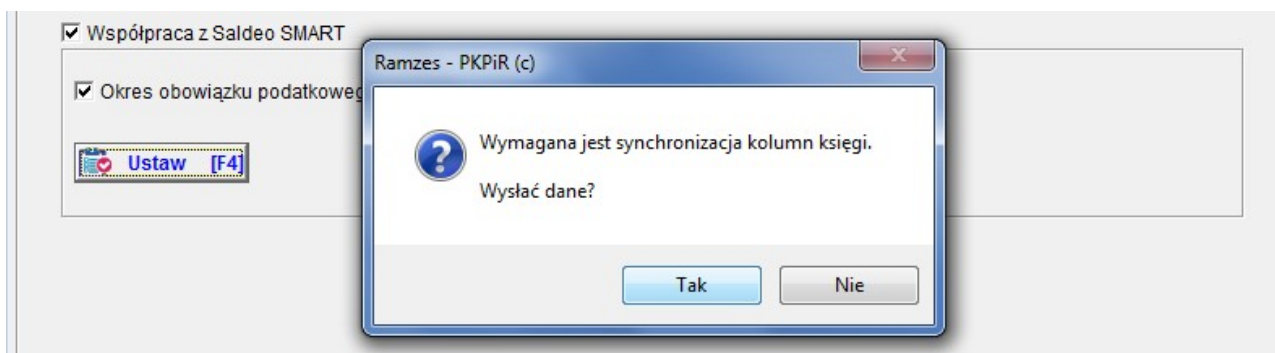 Współpraca z Saldeo SMART
Ramzes - PKPiR (c)
Okres obowiązku podatkoweg
Wymagana jest synchronizacja kolumn księgi.
Ustaw [F4]
Wysłać dane?
Tak Nie